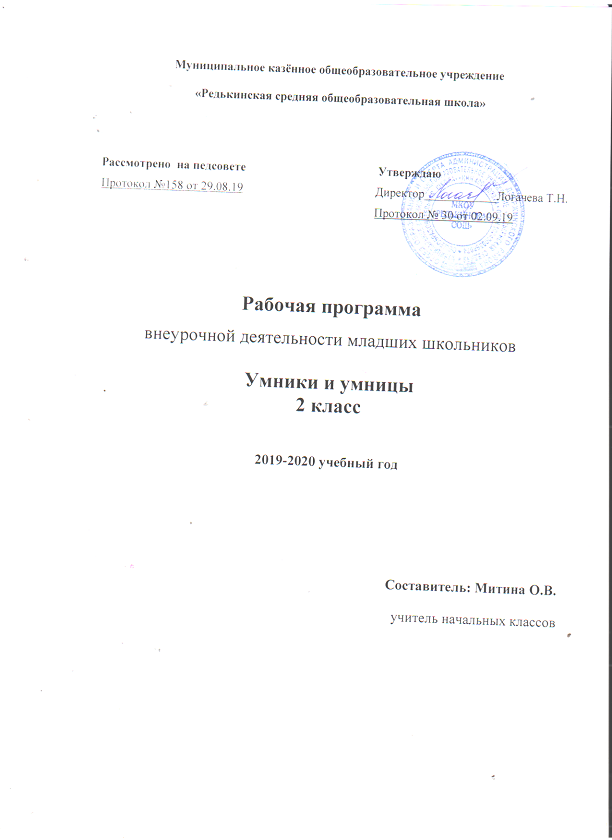 Муниципальное казённое общеобразовательное учреждение
«Редькинская средняя общеобразовательная школа»
Рассмотрено на педсовете
Протокол №158 от 29.08.19
Утверждаю
Директор Логачева Т.Н.
Протокол № 30 от 02.09.19
МКОУ
СОШ
Рабочая программа
внеурочной деятельности младших школьников
Умники и умницы
2 класс
2019-2020 учебный год
Составитель: Митина О.В.
учитель начальных классов